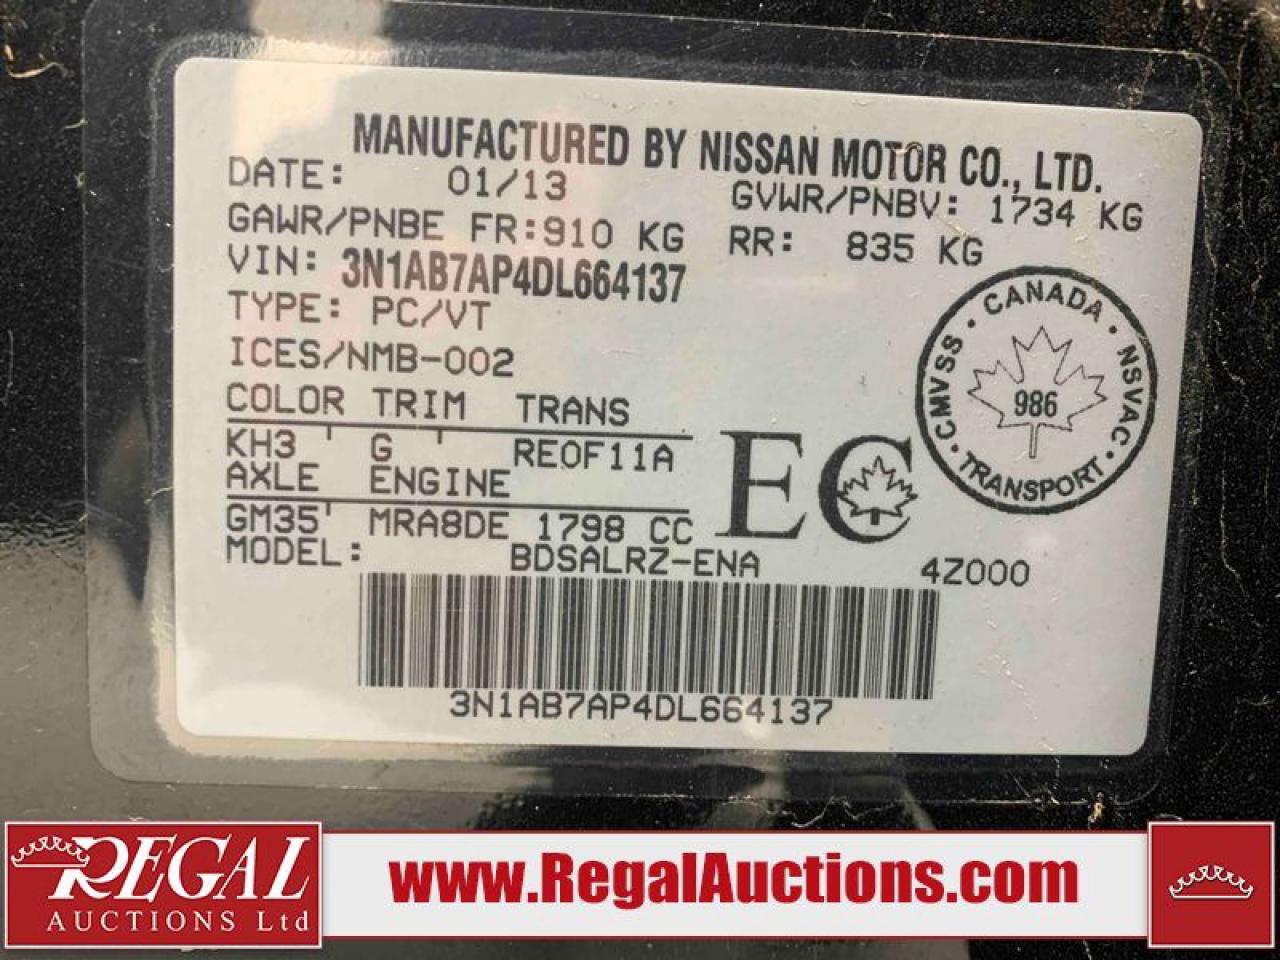 MANUFACTURED BY NISSAN MOTOR CO., LTD.
DATE: 01/13 GVWR/PNBV: 1734 KG
GAWR/PNBE FR:910 KG RR: 835 KG
VIN: 3N1AB7AP4DL664137
TYPE: PC/VT
ICES/NMB-002
COLOR TRIM TRANS
KH3 ' G ' RE0F11A
AXLE ENGINE
GM35' MRA8DE 1798 CC
MODEL: BDSALRZ-ENA 4Z000
EC
CANADA · NSVAC · TRANSPORT · CMVSS ·
986
3N1AB7AP4DL664137
REGAL
AUCTIONS Ltd
www.RegalAuctions.com